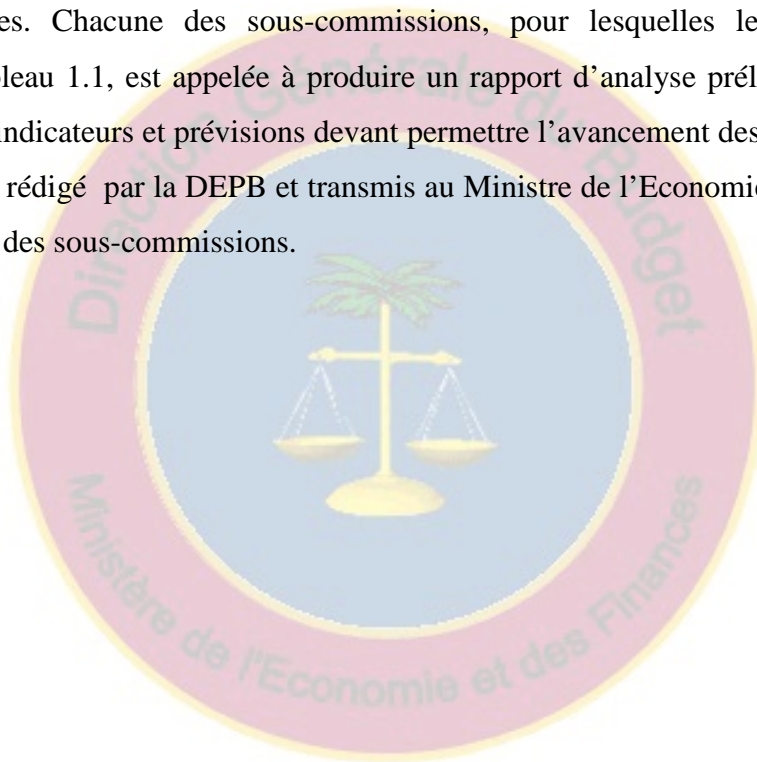 es. Chacune des sous-commissions, pour lesquelles le
bleau 1.1, est appelée à produire un rapport d’analyse prél
indicateurs et prévisions devant permettre l’avancement des
rédigé par la DEPB et transmis au Ministre de l’Economie
des sous-commissions.
Direction Générale du Budget
Ministère de l'Economie et des Finances